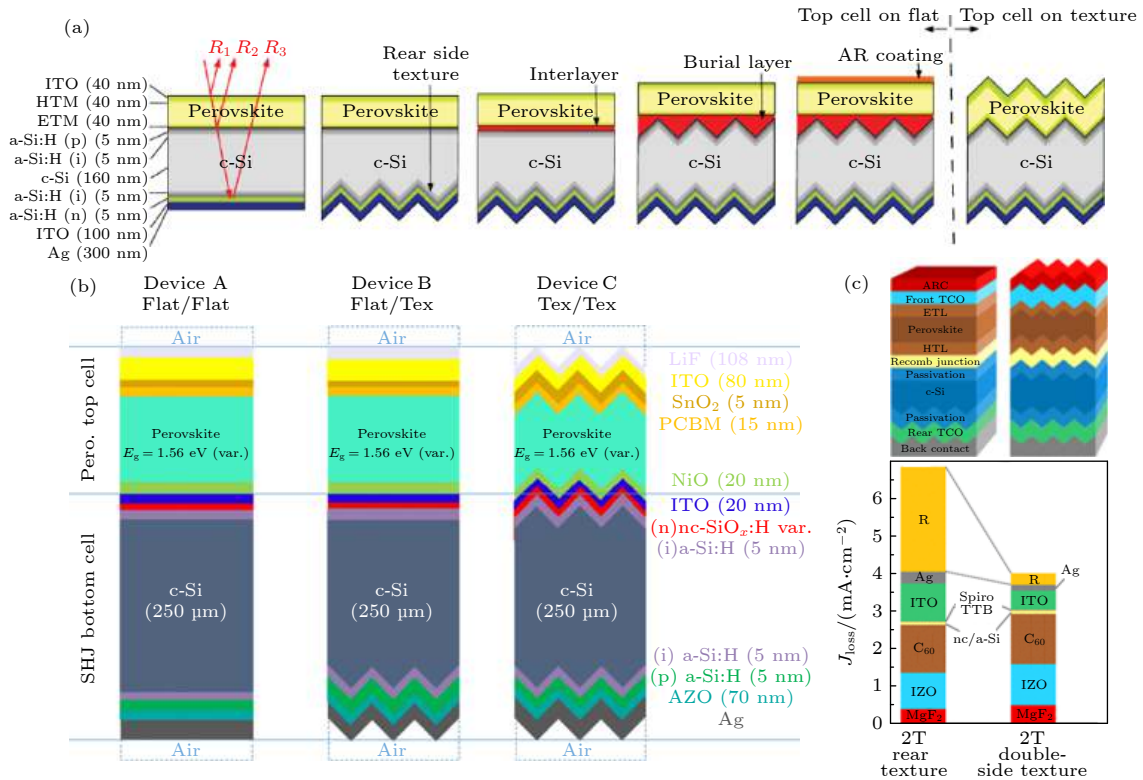 (a)
Top cell on flat
Top cell on texture
R1 R2 R3
Rear side
texture
Interlayer
Burial layer
AR coating
ITO (40 nm)
HTM (40 nm)
ETM (40 nm)
a-Si:H (p) (5 nm)
a-Si:H (i) (5 nm)
c-Si (160 nm)
a-Si:H (i) (5 nm)
a-Si:H (n) (5 nm)
ITO (100 nm)
Ag (300 nm)
Perovskite
c-Si
Perovskite
c-Si
Perovskite
c-Si
Perovskite
c-Si
Perovskite
c-Si
Perovskite
c-Si
(b)
Device A
Flat/Flat
Device B
Flat/Tex
Device C
Tex/Tex
Air
Air
Air
Pero. top cell
SHJ bottom cell
Perovskite
Eg = 1.56 eV (var.)
Perovskite
Eg = 1.56 eV (var.)
Perovskite
Eg = 1.56 eV (var.)
c-Si
(250 μm)
c-Si
(250 μm)
c-Si
(250 μm)
LiF (108 nm)
ITO (80 nm)
SnO2 (5 nm)
PCBM (15 nm)
NiO (20 nm)
ITO (20 nm)
(n)nc-SiOx:H var.
(i)a-Si:H (5 nm)
(i) a-Si:H (5 nm)
(p) a-Si:H (5 nm)
AZO (70 nm)
Ag
Air
Air
Air
(c)
ARC
Front TCO
ETL
Perovskite
HTL
Recomb junction
Passivation
c-Si
Passivation
Rear TCO
Back contact
Jloss/(mA·cm−2)
6
5
4
3
2
1
0
R
Ag
ITO
C60
IZO
MgF2
Spiro
TTB
nc/a-Si
Ag
R
ITO
C60
IZO
MgF2
2T
rear
texture
2T
double-
side texture